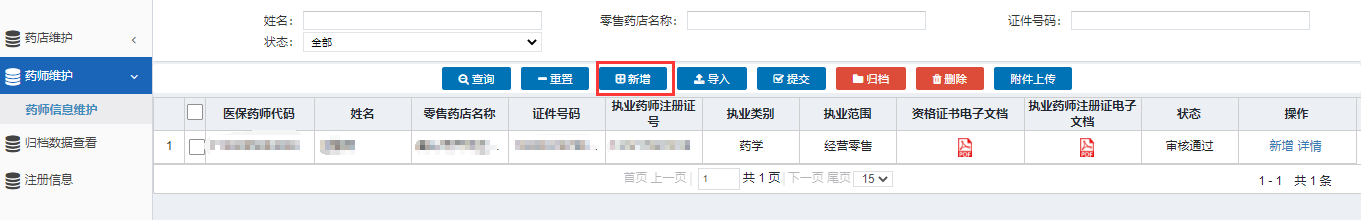 姓名： 零售药店名称： 证件号码：
状态： 全部
药店维护
药师维护
药师信息维护
归档数据查看
注册信息
查询 重置 新增 导入 提交 归档 删除 附件上传
医保药师代码 姓名 零售药店名称 证件号码 执业药师注册证号 执业类别 执业范围 资格证书电子文档 执业药师注册证电子文档 状态 操作
1 药学 经营零售 PDF PDF 审核通过 新增 详情
首页 上一页 | 1 共 1 页 | 下一页 尾页 15 1 - 1 共 1 条